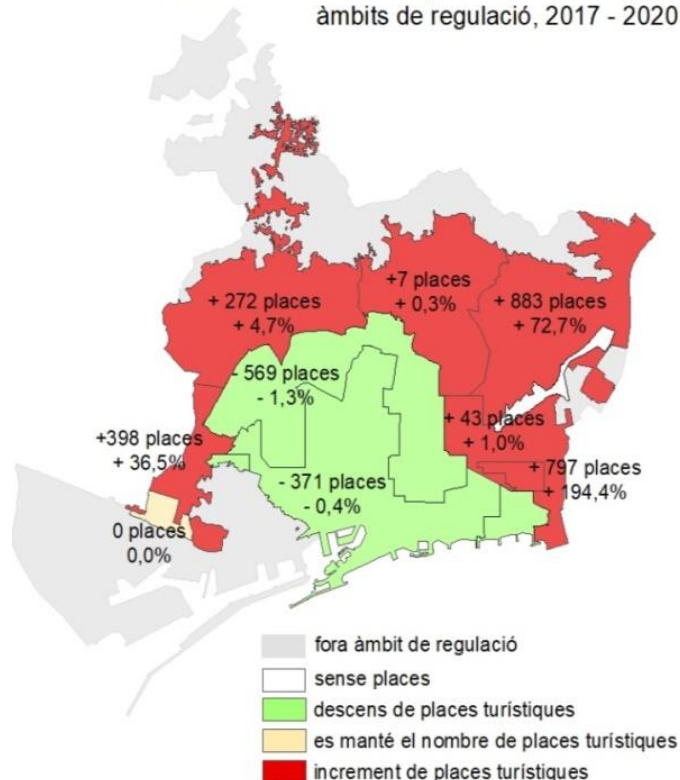 àmbits de regulació, 2017 - 2020
+7 places
+ 0,3%
+ 272 places
+ 4,7%
+ 883 places
+ 72,7%
- 569 places
- 1,3%
+ 43 places
+ 1,0%
+398 places
+ 36,5%
+ 797 places
+ 194,4%
- 371 places
- 0,4%
0 places
0,0%
fora àmbit de regulació
sense places
descens de places turístiques
es manté el nombre de places turístiques
increment de places turístiques